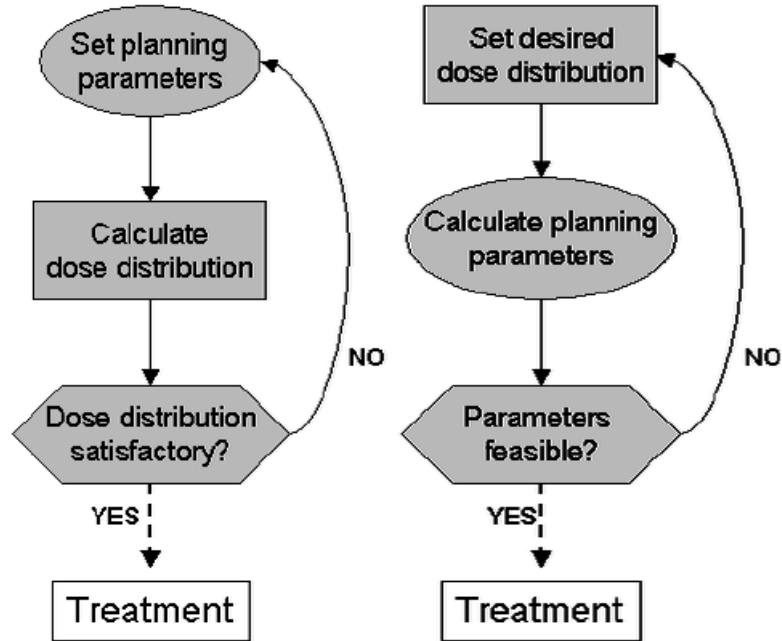 Set planning
parameters
Calculate
dose distribution
NO
Dose distribution
satisfactory?
YES
Treatment
Set desired
dose distribution
Calculate planning
parameters
NO
Parameters
feasible?
YES
Treatment